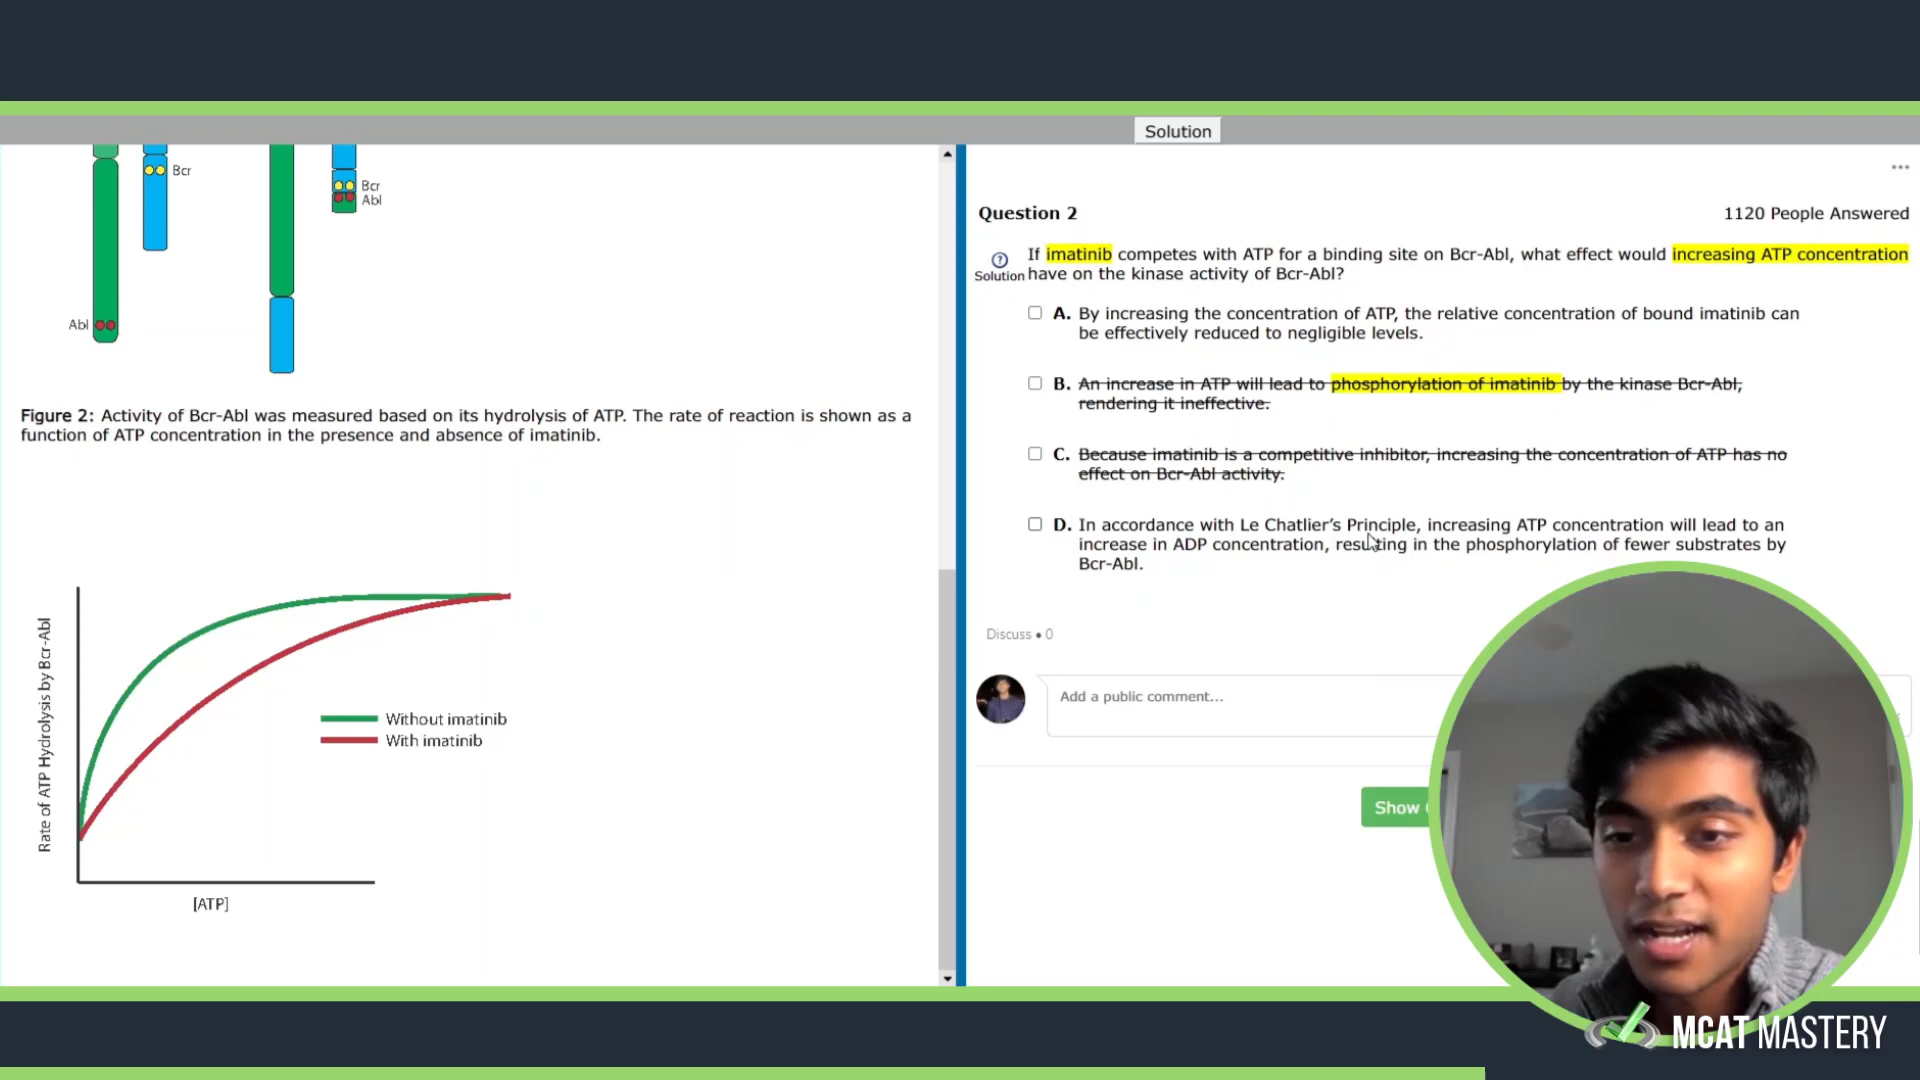 Solution
Bcr
Bcr
Abl
Abl
Figure 2: Activity of Bcr-Abl was measured based on its hydrolysis of ATP. The rate of reaction is shown as a
function of ATP concentration in the presence and absence of imatinib.
Rate of ATP Hydrolysis by Bcr-Abl
Without imatinib
With imatinib
[ATP]
Question 2
1120 People Answered
Solution
If imatinib competes with ATP for a binding site on Bcr-Abl, what effect would increasing ATP concentration
have on the kinase activity of Bcr-Abl?
A. By increasing the concentration of ATP, the relative concentration of bound imatinib can
be effectively reduced to negligible levels.
B. An increase in ATP will lead to phosphorylation of imatinib by the kinase Bcr-Abl,
rendering it ineffective.
C. Because imatinib is a competitive inhibitor, increasing the concentration of ATP has no
effect on Bcr-Abl activity.
D. In accordance with Le Chatlier's Principle, increasing ATP concentration will lead to an
increase in ADP concentration, resulting in the phosphorylation of fewer substrates by
Bcr-Abl.
Discuss • 0
Add a public comment...
Show
MCAT MASTERY